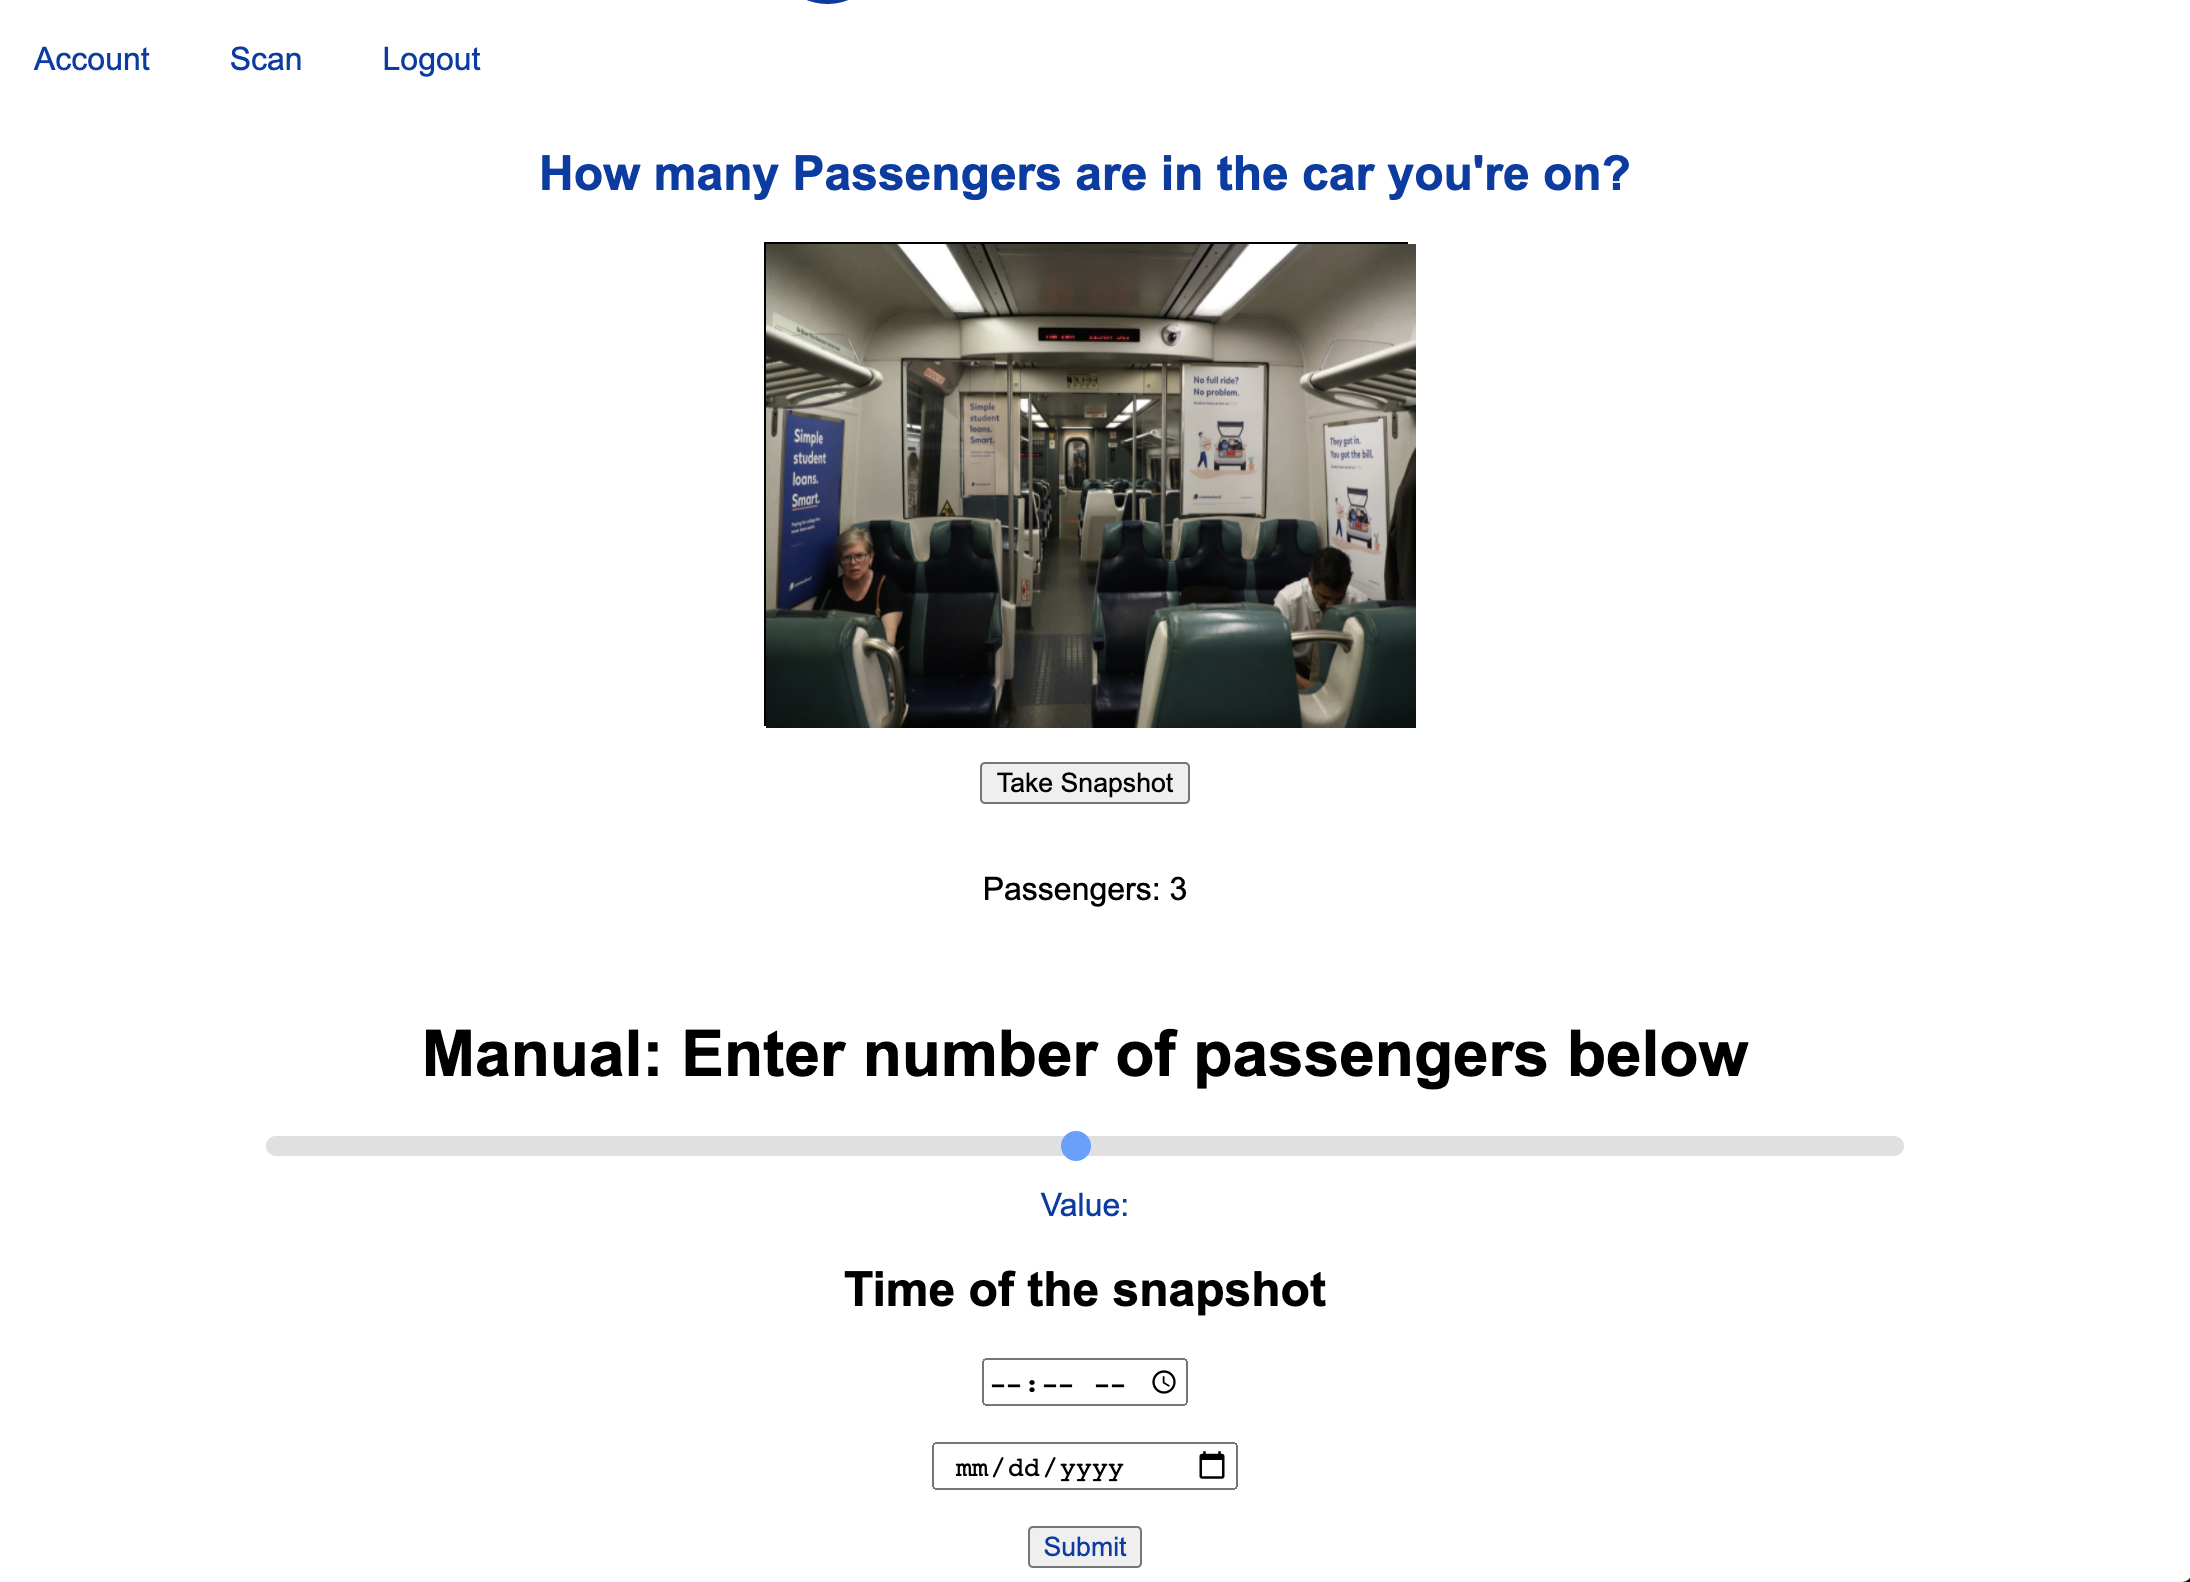 Account Scan Logout
How many Passengers are in the car you're on?
No full ride?
No problem.
Simple
student
loans.
Smart.
Simple
student
loans.
Smart.
They got in.
You got the bill.
Take Snapshot
Passengers: 3
Manual: Enter number of passengers below
Value:
Time of the snapshot
--:-- --
mm/dd/yyyy
Submit